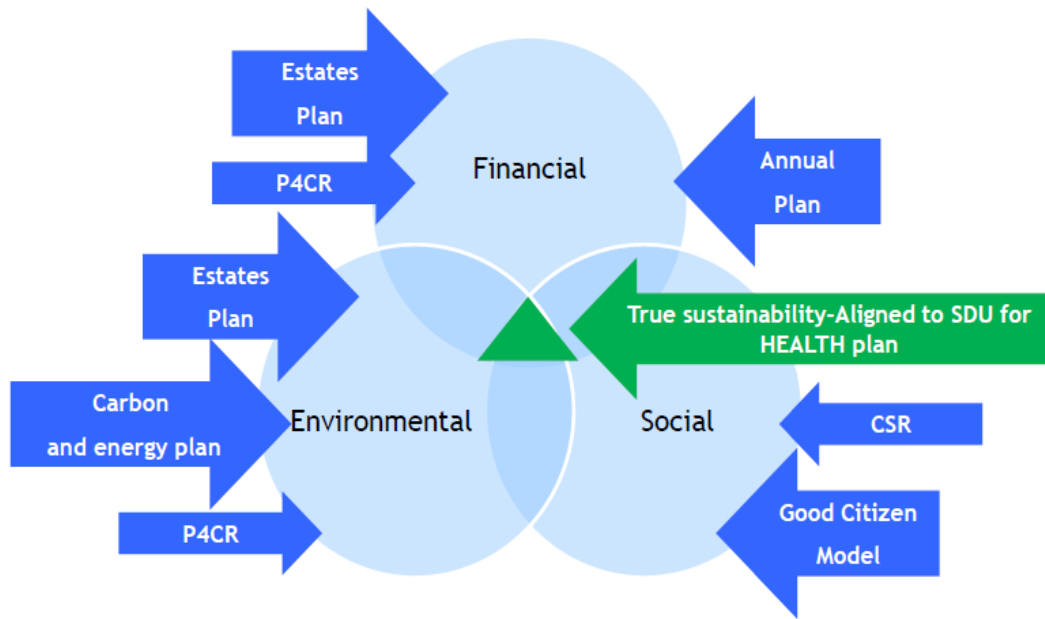 Estates
Plan
P4CR
Financial
Annual
Plan
Estates
Plan
True sustainability-Aligned to SDU for
HEALTH plan
Carbon
and energy plan
Environmental
Social
CSR
P4CR
Good Citizen
Model